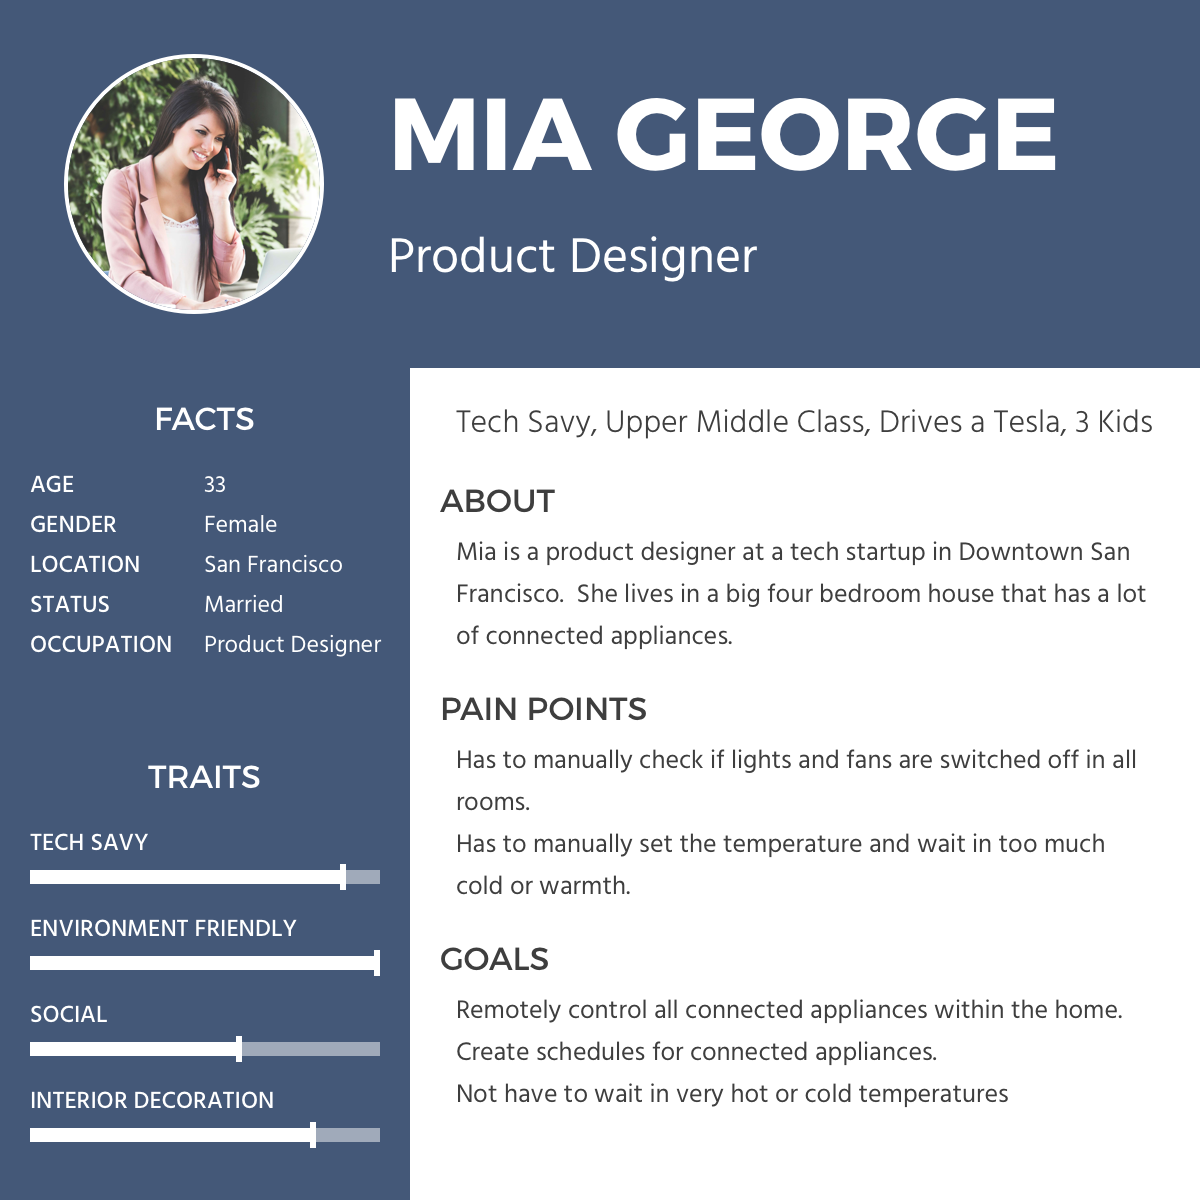 MIA GEORGE
Product Designer
FACTS
AGE 33
GENDER Female
LOCATION San Francisco
STATUS Married
OCCUPATION Product Designer
TRAITS
TECH SAVY
ENVIRONMENT FRIENDLY
SOCIAL
INTERIOR DECORATION
Tech Savy, Upper Middle Class, Drives a Tesla, 3 Kids
ABOUT
Mia is a product designer at a tech startup in Downtown San
Francisco.  She lives in a big four bedroom house that has a lot
of connected appliances.
PAIN POINTS
Has to manually check if lights and fans are switched off in all
rooms.
Has to manually set the temperature and wait in too much
cold or warmth.
GOALS
Remotely control all connected appliances within the home.
Create schedules for connected appliances.
Not have to wait in very hot or cold temperatures